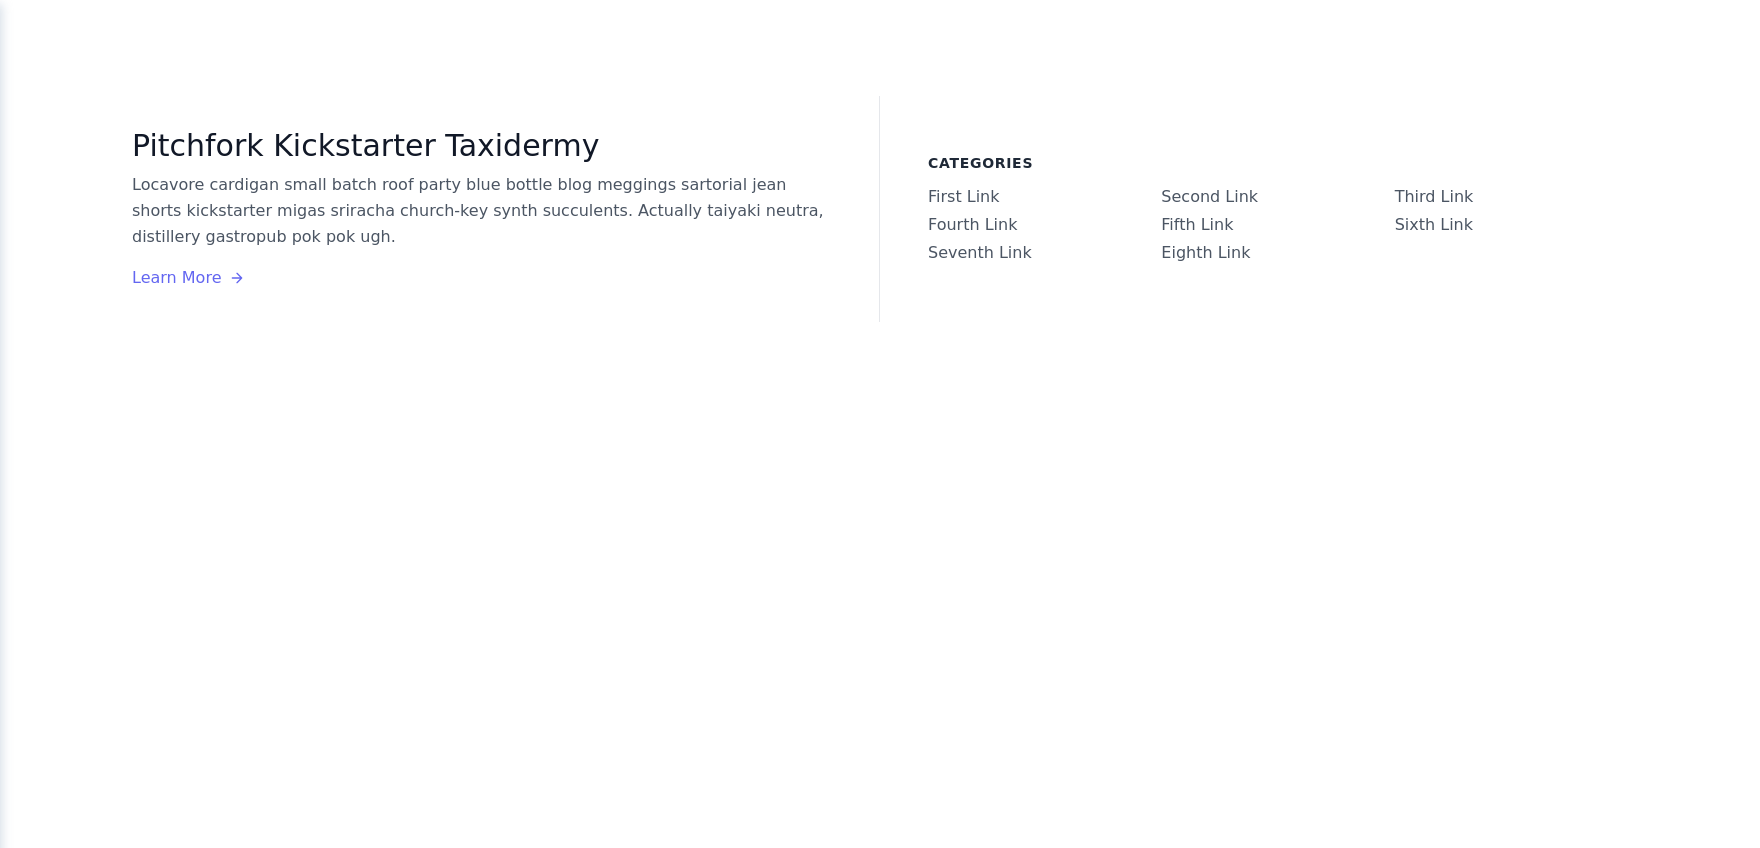 Pitchfork Kickstarter Taxidermy
Locavore cardigan small batch roof party blue bottle blog meggings sartorial jean
shorts kickstarter migas sriracha church-key synth succulents. Actually taiyaki neutra,
distillery gastropub pok pok ugh.
Learn More
CATEGORIES
First Link Second Link Third Link
Fourth Link Fifth Link Sixth Link
Seventh Link Eighth Link